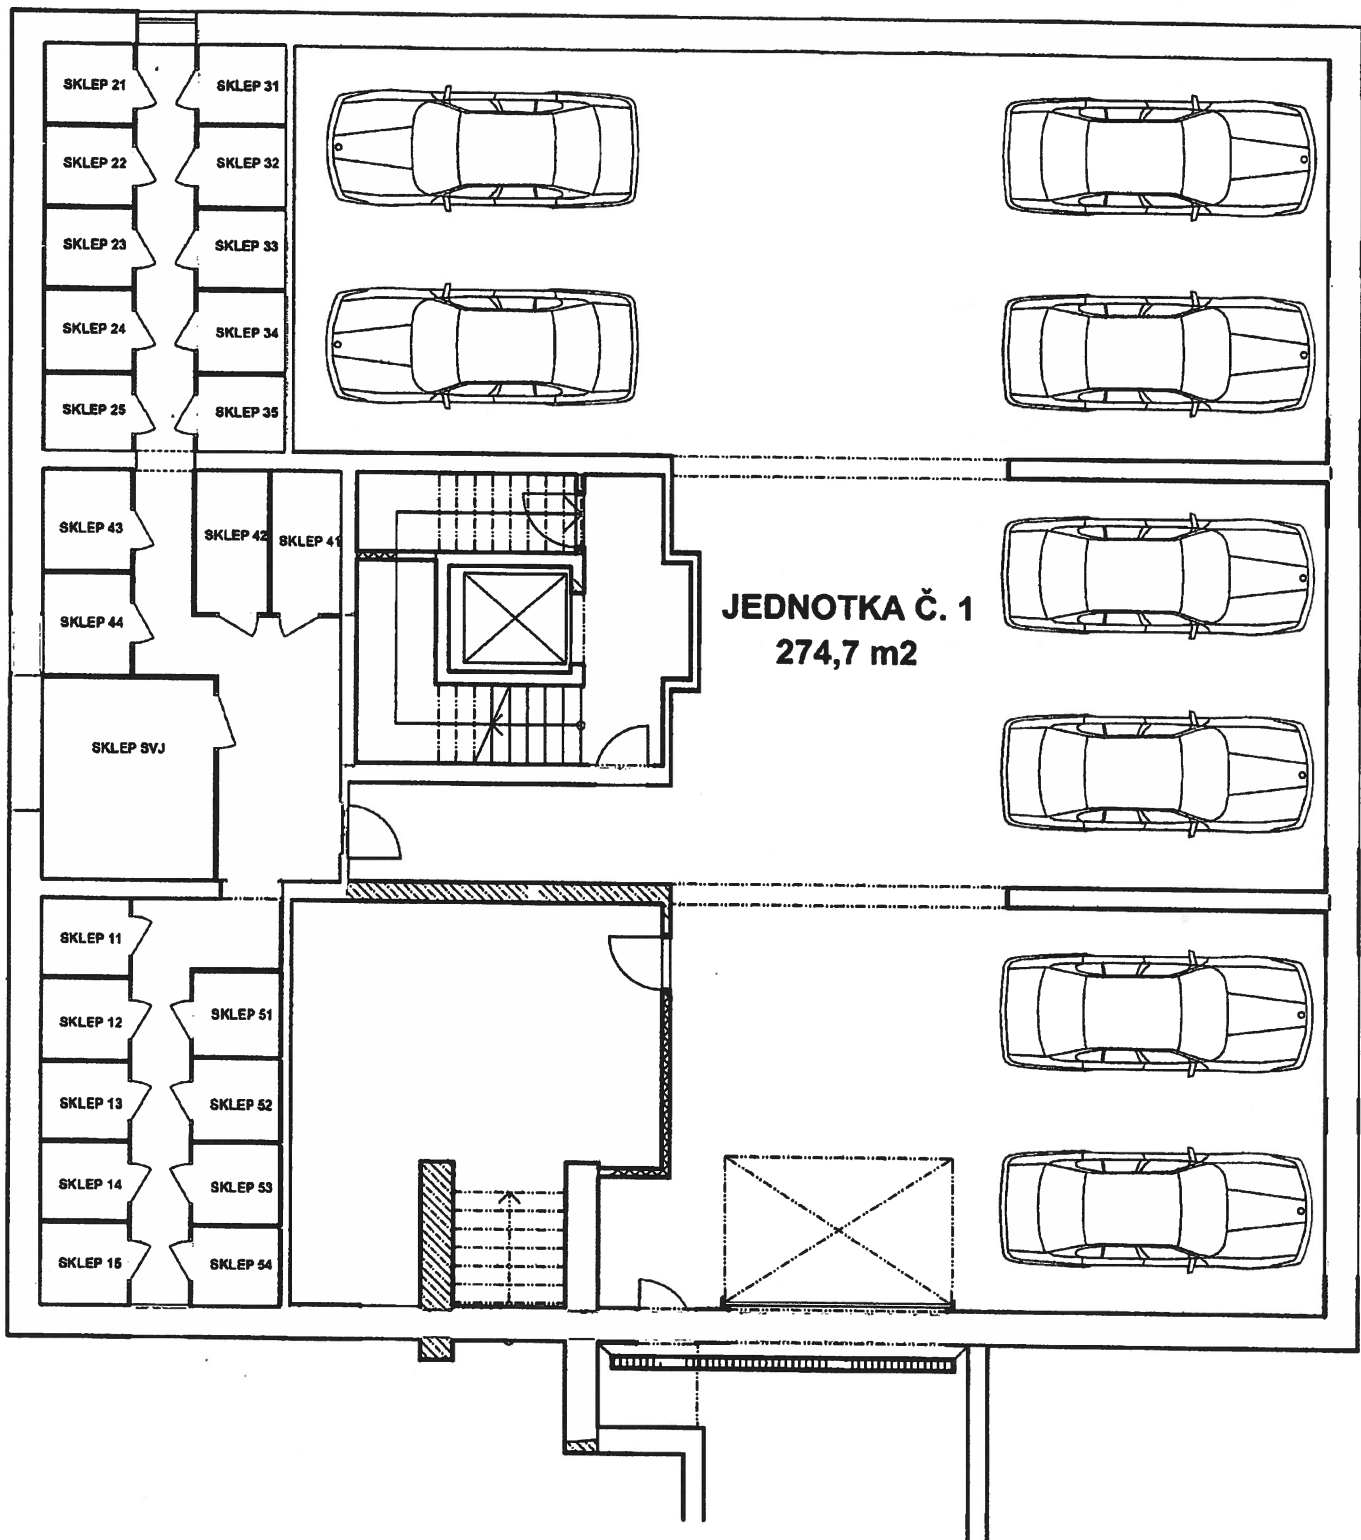 SKLEP 21
SKLEP 31
SKLEP 22
SKLEP 32
SKLEP 23
SKLEP 33
SKLEP 24
SKLEP 34
SKLEP 25
SKLEP 35
SKLEP 43
SKLEP 42
SKLEP 41
SKLEP 44
JEDNOTKA Č. 1
274,7 m2
SKLEP SVJ
SKLEP 11
SKLEP 12
SKLEP 51
SKLEP 13
SKLEP 52
SKLEP 14
SKLEP 53
SKLEP 15
SKLEP 54